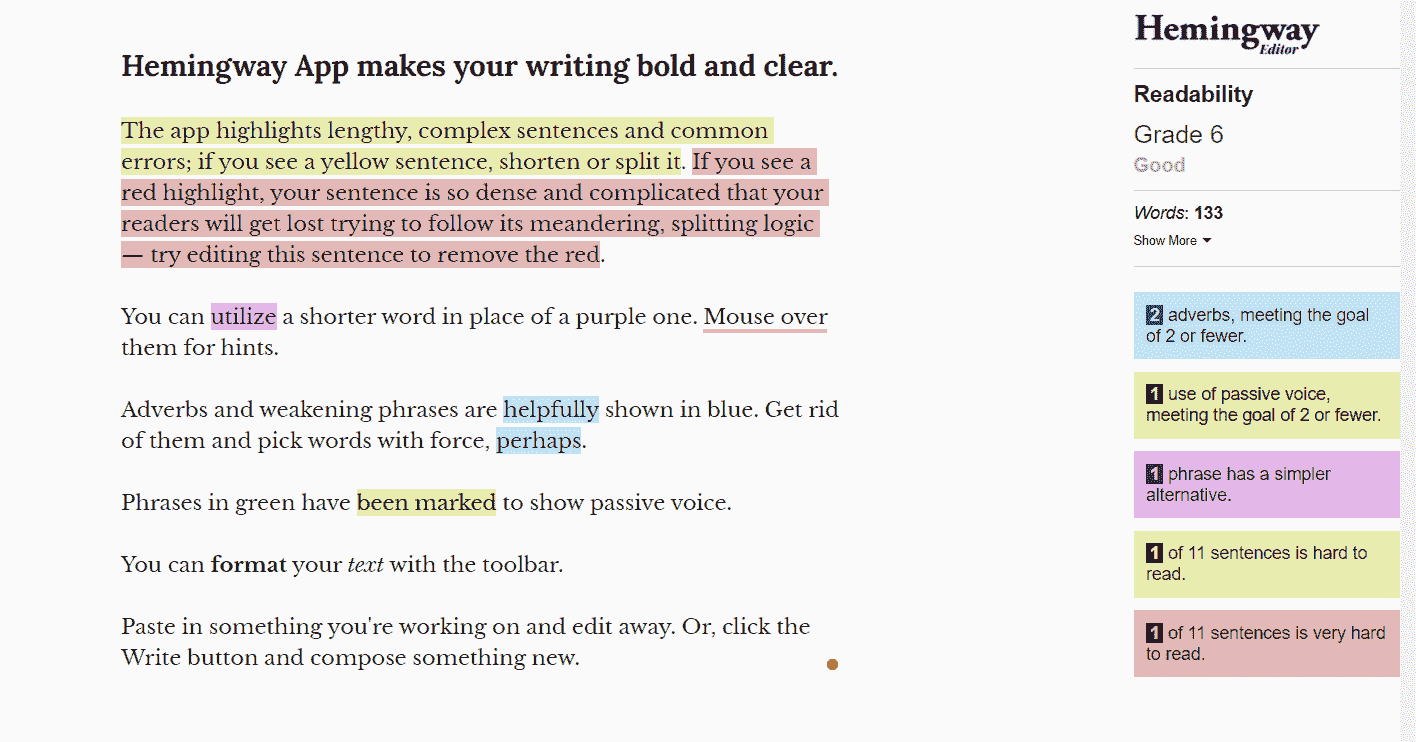 Hemingway App makes your writing bold and clear.
The app highlights lengthy, complex sentences and common
errors; if you see a yellow sentence, shorten or split it. If you see a
red highlight, your sentence is so dense and complicated that your
readers will get lost trying to follow its meandering, splitting logic
— try editing this sentence to remove the red.
You can utilize a shorter word in place of a purple one. Mouse over
them for hints.
Adverbs and weakening phrases are helpfully shown in blue. Get rid
of them and pick words with force, perhaps.
Phrases in green have been marked to show passive voice.
You can format your text with the toolbar.
Paste in something you're working on and edit away. Or, click the
Write button and compose something new.
Hemingway
Editor
Readability
Grade 6
Good
Words: 133
Show More
2 adverbs, meeting the goal
of 2 or fewer.
1 use of passive voice,
meeting the goal of 2 or fewer.
1 phrase has a simpler
alternative.
1 of 11 sentences is hard to
read.
1 of 11 sentences is very hard
to read.